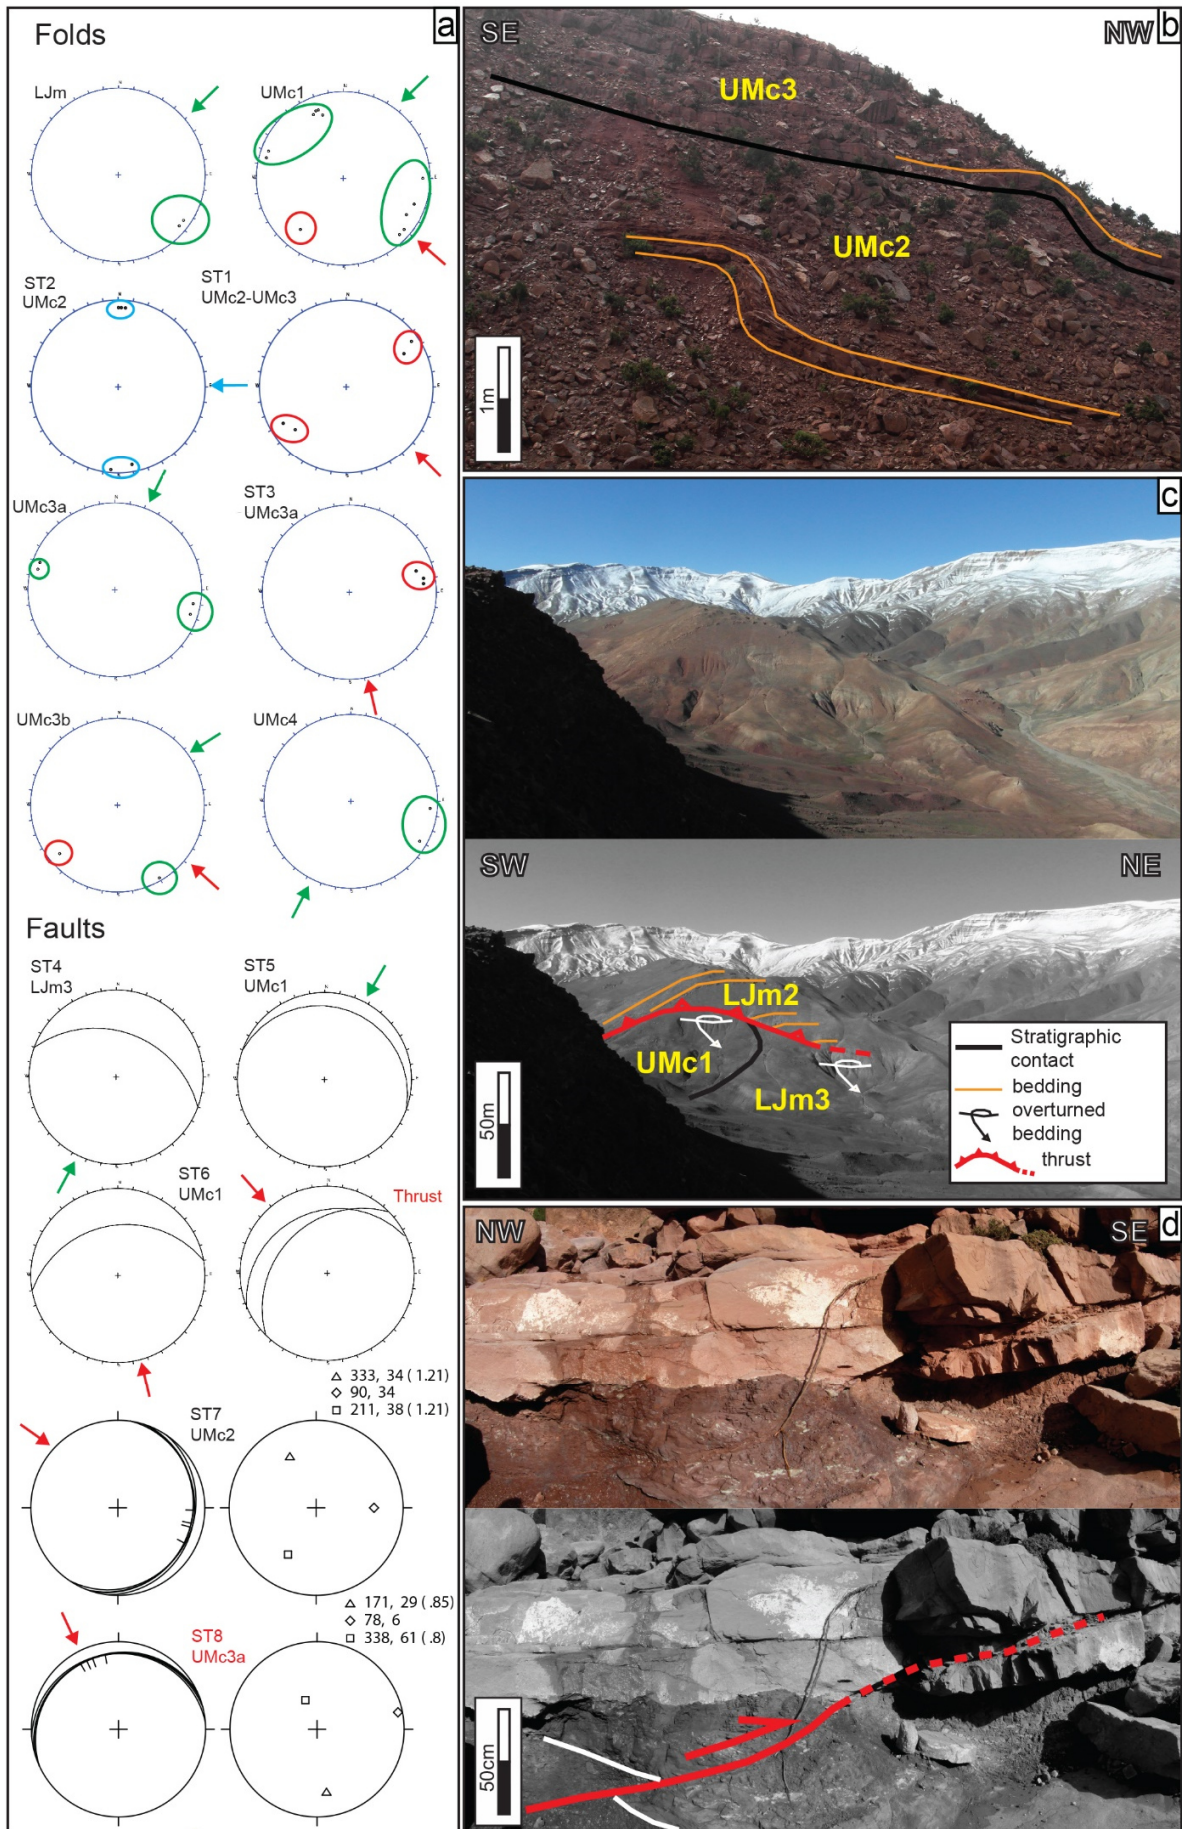 Folds
a
LJm
UMc1
ST2
UMc2
ST1
UMc2-UMc3
UMc3a
ST3
UMc3a
UMc3b
UMc4
Faults
ST4
LJm3
ST5
UMc1
ST6
UMc1
Thrust
333, 34 ( 1.21)
90, 34
211, 38 (1.21)
ST7
UMc2
171, 29 (.85)
78, 6
338, 61 (.8)
ST8
UMc3a
SE
NW
b
UMc3
UMc2
1m
c
SW
NE
LJm2
UMc1
LJm3
50m
Stratigraphic
contact
bedding
overturned
bedding
thrust
NW
SE
d
50cm